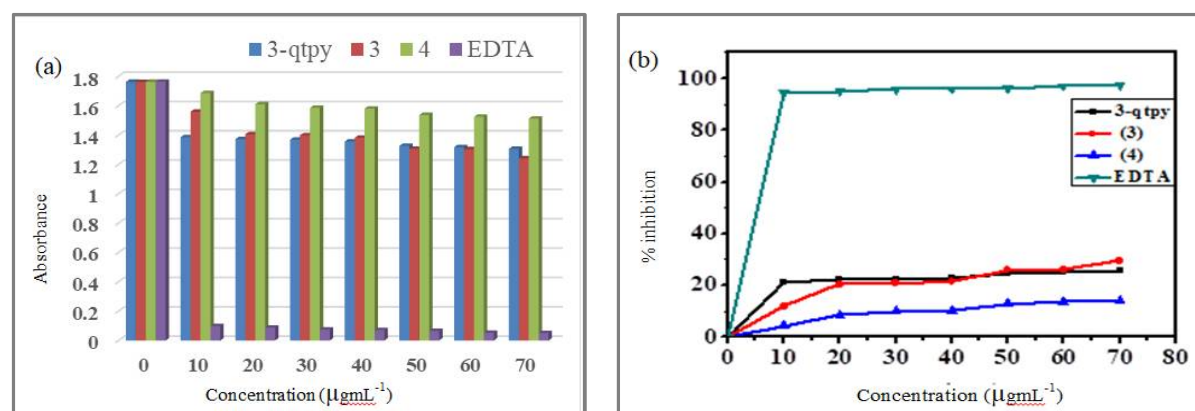 (a)
3-qtpy 3 4 EDTA
1.8
1.6
1.4
1.2
1
0.8
0.6
0.4
0.2
0
Absorbance
0 10 20 30 40 50 60 70
Concentration (µgmL⁻¹)
(b)
100
80
60
40
20
0
% inhibition
3-qtpy
(3)
(4)
EDTA
0 10 20 30 40 50 60 70 80
Concentration (µgmL⁻¹)